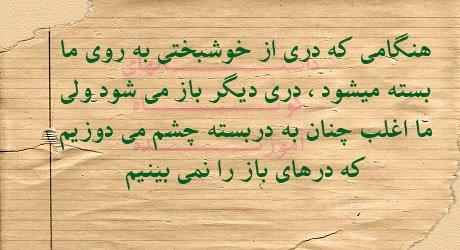 هنگامی که دری از خوشبختی به روی ما
بسته میشود ، دری دیگر باز می شود ولی
ما اغلب چنان به دربسته چشم می دوزیم
که درهای باز را نمی بینیم